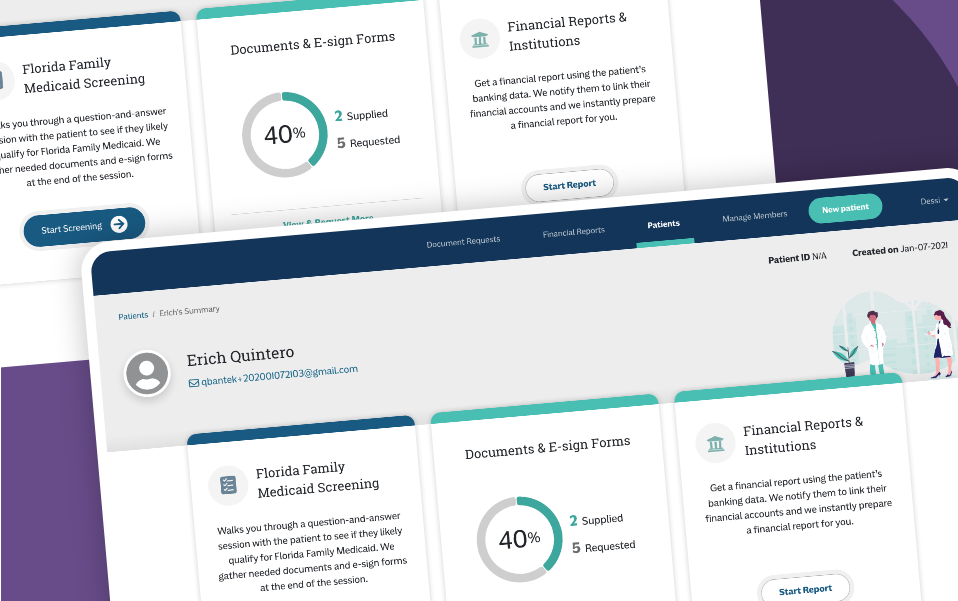 Florida Family
Medicaid Screening
you through a question-and-answer
session with the patient to see if they likely
qualify for Florida Family Medicaid. We
needed documents and e-sign forms
at the end of the session.
Start Screening
Documents & E-sign Forms
40%
2 Supplied
5 Requested
View & Request More
Financial Reports &
Institutions
Get a financial report using the patient's
banking data. We notify them to link their
financial accounts and we instantly prepare
a financial report for you.
Start Report
Document Requests
Financial Reports
Patients
Manage Members
New patient
Dessi
Patients / Erich's Summary
Patient ID N/A
Created on Jan-07-2021
Erich Quintero
qbantek+202001072103@gmail.com
Florida Family
Medicaid Screening
Walks you through a question-and-answer
session with the patient to see if they likely
qualify for Florida Family Medicaid. We
gather needed documents and e-sign forms
at the end of the session.
Documents & E-sign Forms
40%
2 Supplied
5 Requested
Financial Reports &
Institutions
Get a financial report using the patient's
banking data. We notify them to link their
financial accounts and we instantly prepare
a financial report for you.
Start Report